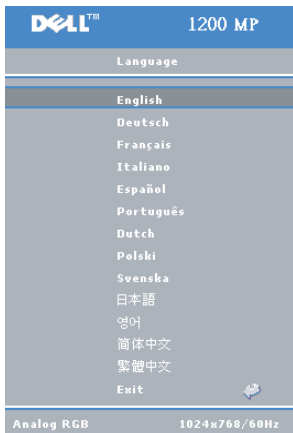 DELL™ 1200 MP
Language
English
Deutsch
Français
Italiano
Español
Português
Dutch
Polski
Svenska
日本語
영어
简体中文
繁體中文
Exit
Analog RGB 1024x768/60Hz